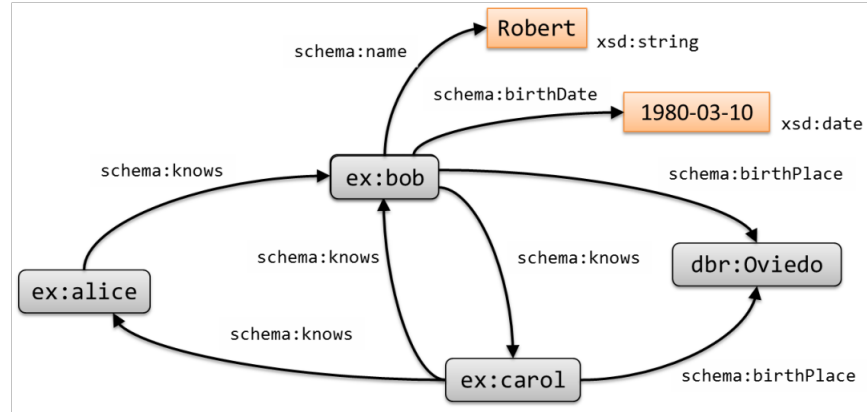 Robert
xsd:string
schema:name
schema:birthDate
1980-03-10
xsd:date
schema:knows
ex:bob
schema:birthPlace
schema:knows
schema:knows
dbr:Oviedo
ex:alice
schema:knows
ex:carol
schema:birthPlace